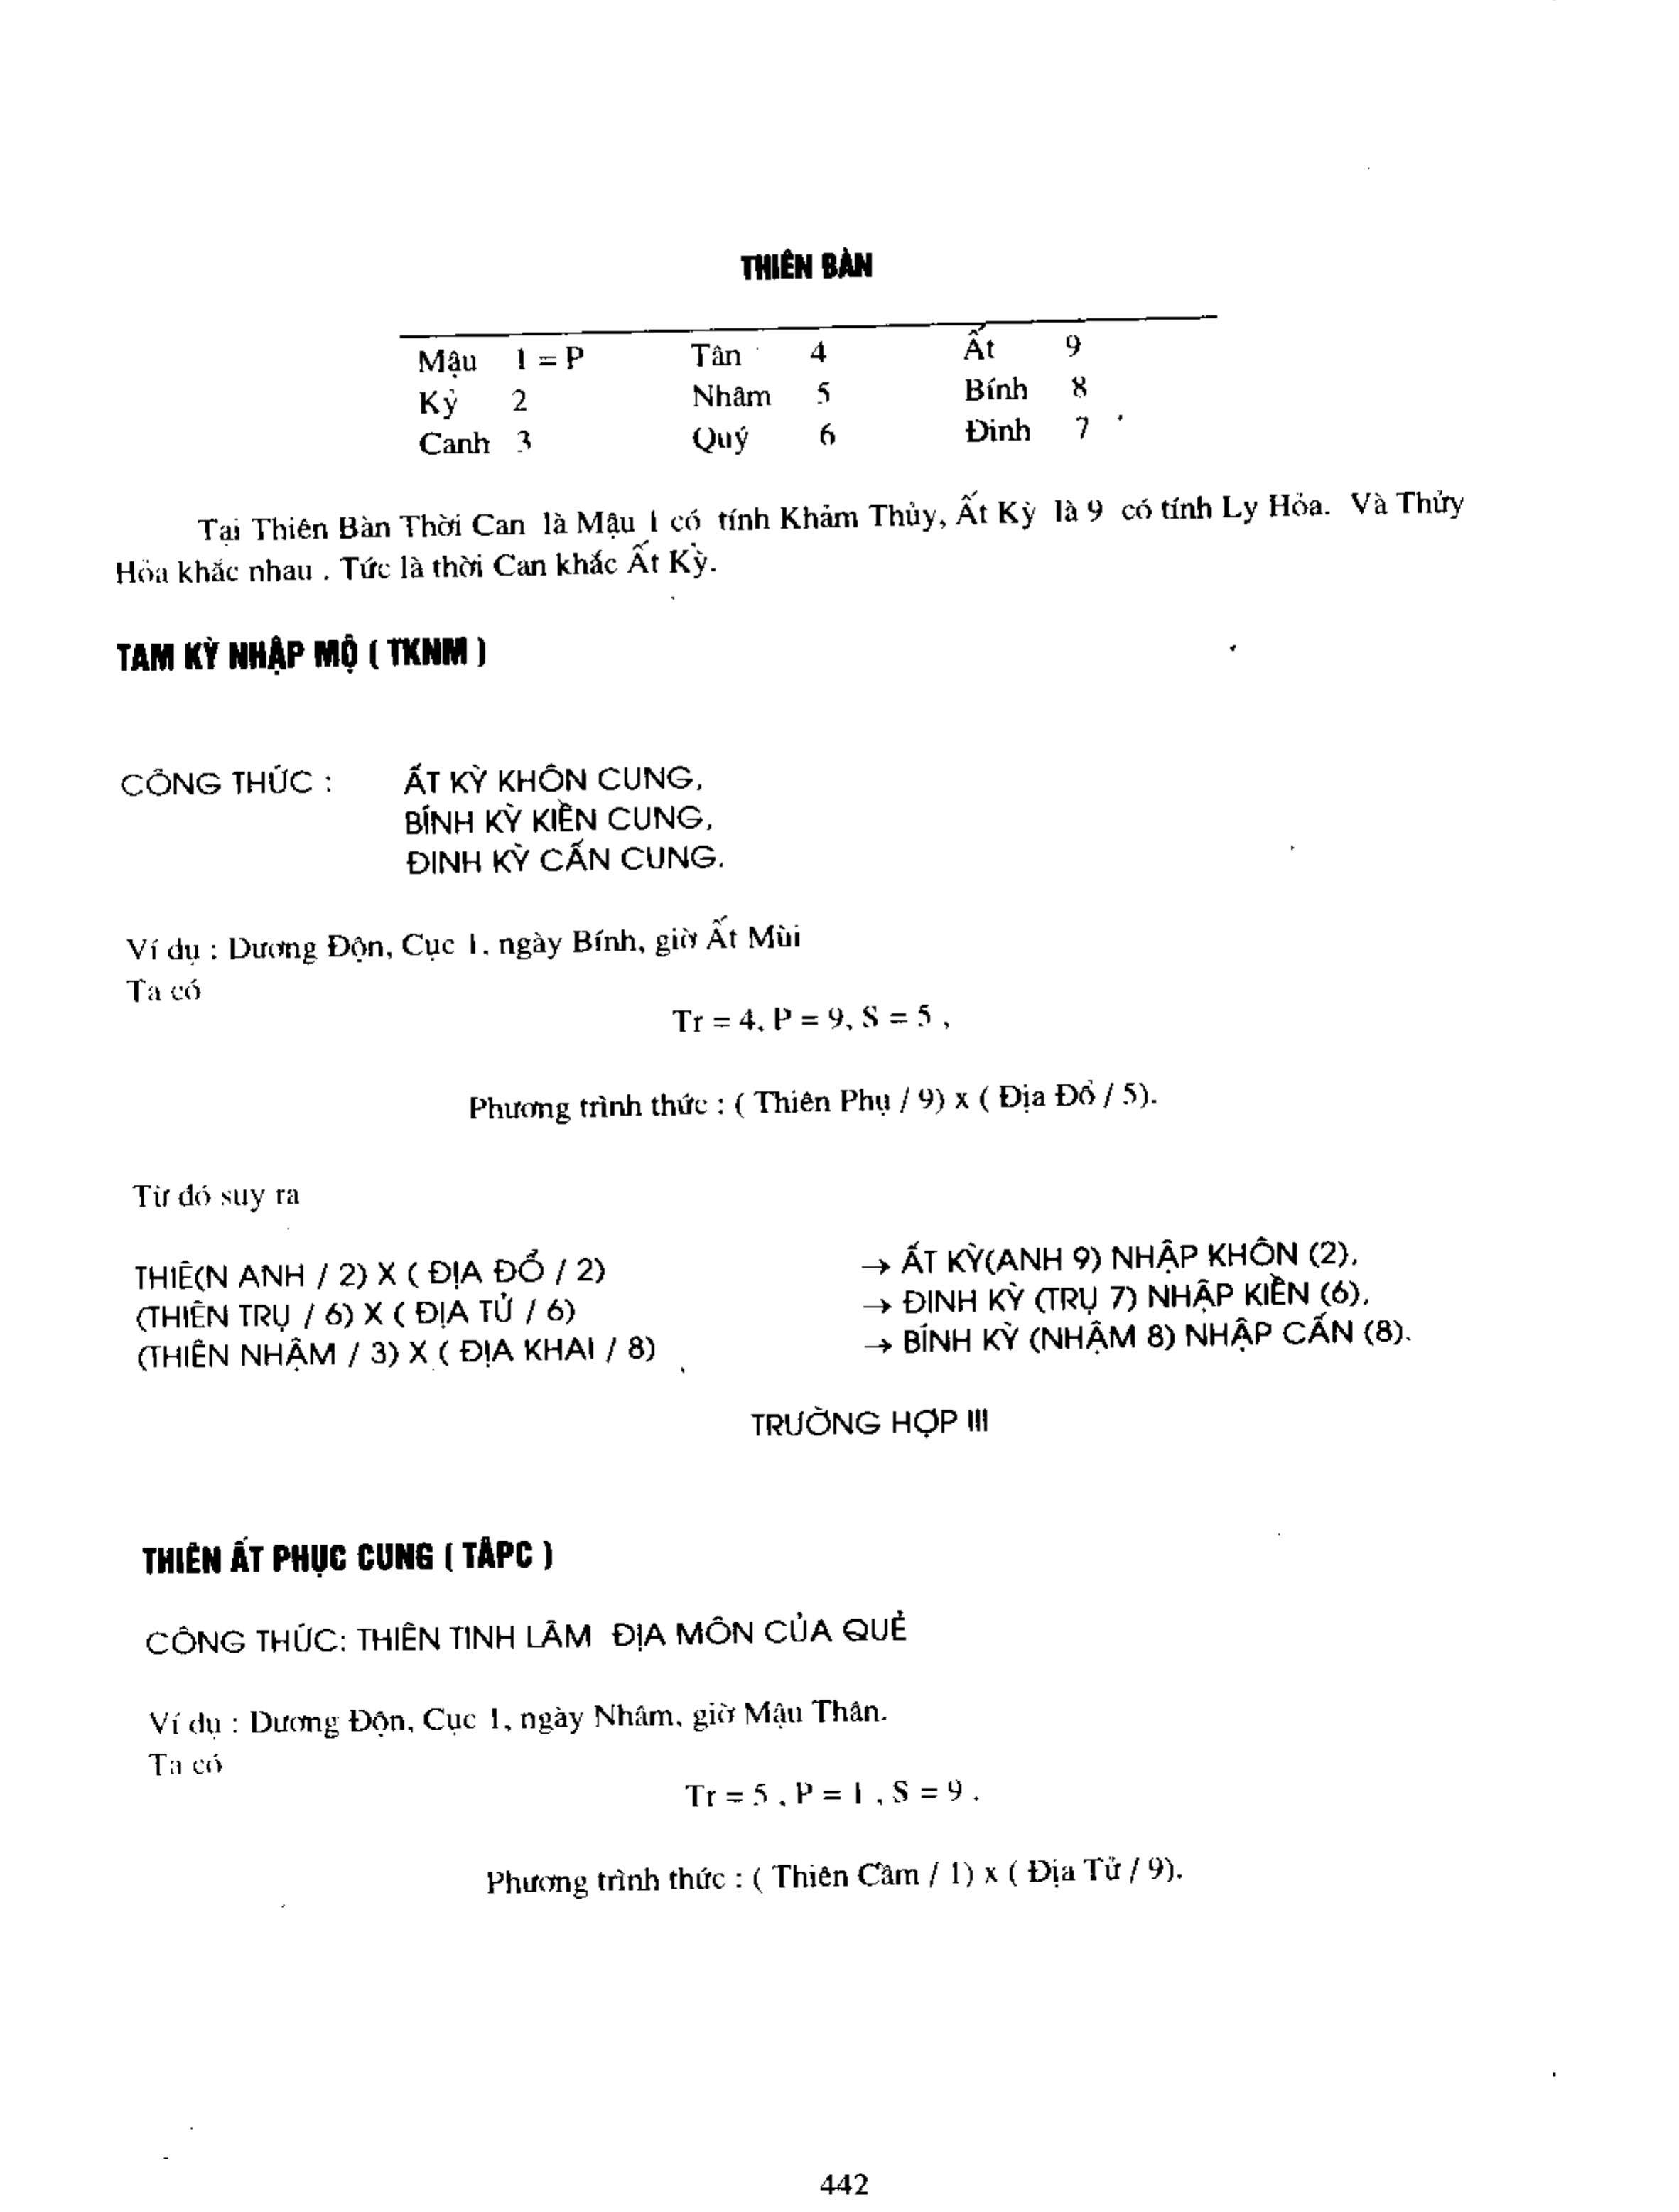 THIÊN BÀN
Mậu 1 = P Tân 4 Ất 9
Kỷ 2 Nhâm 5 Bính 8
Canh 3 Quý 6 Đinh 7
Tại Thiên Bàn Thời Can là Mậu 1 có tính Khảm Thủy, Ất Kỳ là 9 có tính Ly Hỏa. Và Thửy
Hỏa khắc nhau . Tức là thời Can khắc Ất Kỳ.
TAM KỲ NHẬP MỘ ( TKNM )
CÔNG THỨC : ẤT KỲ KHÔN CUNG,
BÍNH KỲ KIỀN CUNG,
ĐINH KỲ CẤN CUNG.
Ví dụ : Dương Độn, Cục 1, ngày Bính, giờ Ất Mùi
Ta có
Tr = 4, P = 9, S = 5 ,
Phương trình thức : ( Thiên Phụ / 9) x ( Địa Đổ / 5).
Từ đó suy ra
THIÊ(N ANH / 2) X ( ĐỊA ĐỔ / 2) → ẤT KỲ(ANH 9) NHẬP KHÔN (2),
(THIÊN TRỤ / 6) X ( ĐỊA TỬ / 6) → ĐINH KỲ (TRỤ 7) NHẬP KIỀN (6),
(THIÊN NHẬM / 3) X ( ĐỊA KHAI / 8) → BÍNH KỲ (NHẬM 8) NHẬP CẤN (8).
TRƯỜNG HỢP III
THIÊN ẤT PHỤC CUNG ( TÂPC )
CÔNG THỨC: THIÊN TINH LÂM ĐỊA MÔN CỦA QUẺ
Ví dụ : Dương Độn, Cục 1, ngày Nhâm, giờ Mậu Thân.
Ta có
Tr = 5 , P = 1 , S = 9 .
Phương trình thức : ( Thiên Cầm / 1) x ( Địa Tử / 9).
442